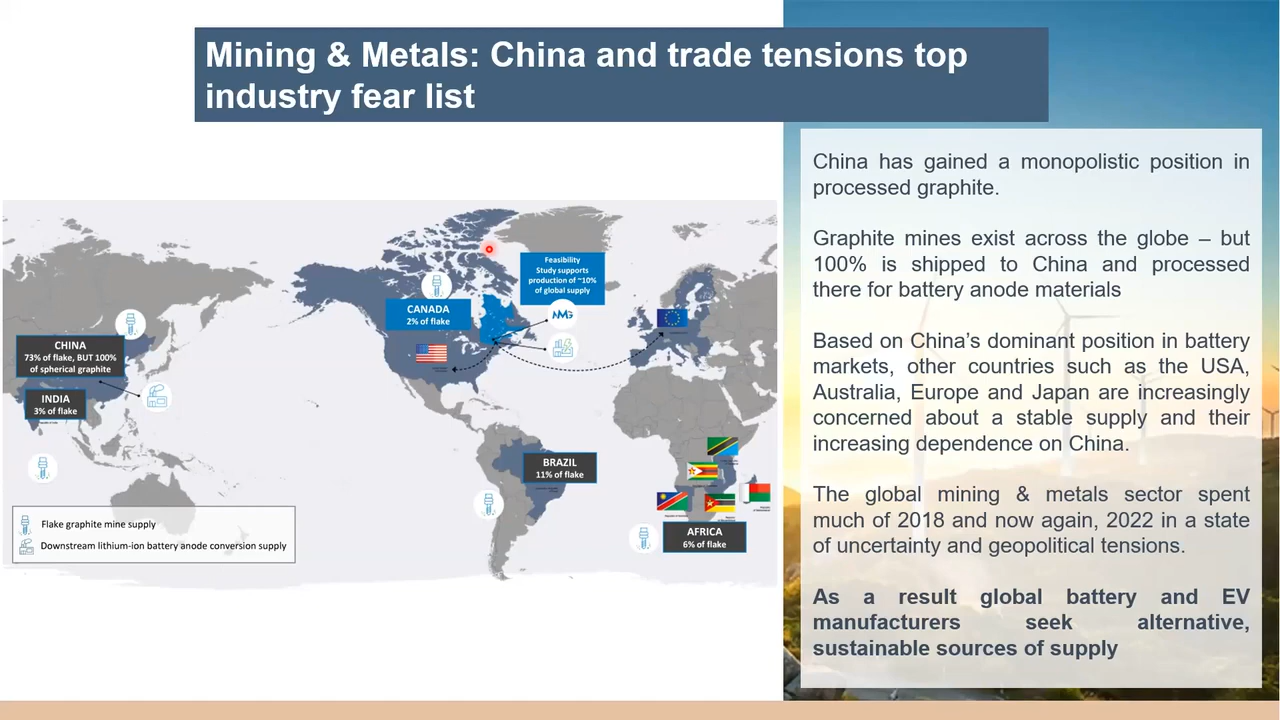 Mining & Metals: China and trade tensions top
industry fear list
China has gained a monopolistic position in
processed graphite.
Graphite mines exist across the globe – but
100% is shipped to China and processed
there for battery anode materials
Based on China's dominant position in battery
markets, other countries such as the USA,
Australia, Europe and Japan are increasingly
concerned about a stable supply and their
increasing dependence on China.
The global mining & metals sector spent
much of 2018 and now again, 2022 in a state
of uncertainty and geopolitical tensions.
As a result global battery and EV
manufacturers seek alternative,
sustainable sources of supply
Feasibility
Study supports
production of ~10%
of global supply
CANADA
2% of flake
NMG
CHINA
73% of flake, BUT 100%
of spherical graphite
INDIA
3% of flake
BRAZIL
11% of flake
AFRICA
6% of flake
Flake graphite mine supply
Downstream lithium-ion battery anode conversion supply